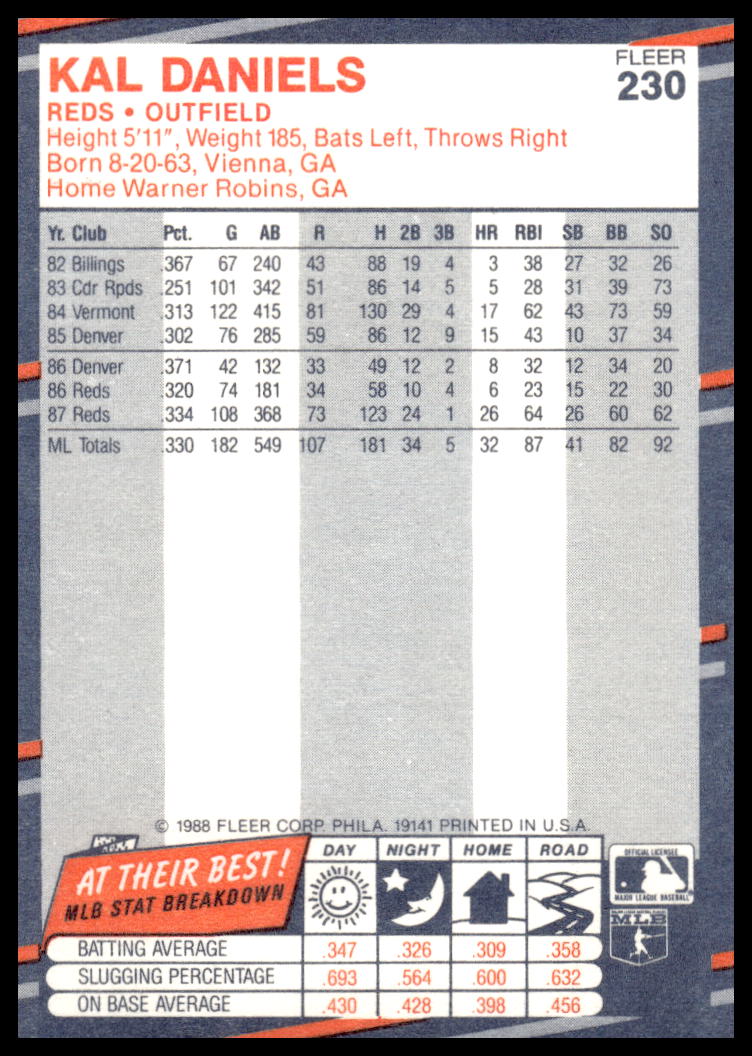 KAL DANIELS
FLEER
230
REDS • OUTFIELD
Height 5'11", Weight 185, Bats Left, Throws Right
Born 8-20-63, Vienna, GA
Home Warner Robins, GA
Yr. Club Pct. G AB R H 2B 3B HR RBI SB BB SO
82 Billings .367 67 240 43 88 19 4 3 38 27 32 26
83 Cdr Rpds .251 101 342 51 86 14 5 5 28 31 39 73
84 Vermont .313 122 415 81 130 29 4 17 62 43 73 59
85 Denver .302 76 285 59 86 12 9 15 43 10 37 34
86 Denver .371 42 132 33 49 12 2 8 32 12 34 20
86 Reds .320 74 181 34 58 10 4 6 23 15 22 30
87 Reds .334 108 368 73 123 24 1 26 64 26 60 62
ML Totals .330 182 549 107 181 34 5 32 87 41 82 92
© 1988 FLEER CORP. PHILA. 19141 PRINTED IN U.S.A.
AT THEIR BEST!
MLB STAT BREAKDOWN
DAY NIGHT HOME ROAD
BATTING AVERAGE .347 .326 .309 .358
SLUGGING PERCENTAGE .693 .564 .600 .632
ON BASE AVERAGE .430 .428 .398 .456
OFFICIAL LICENSEE
MAJOR LEAGUE BASEBALL
MLB